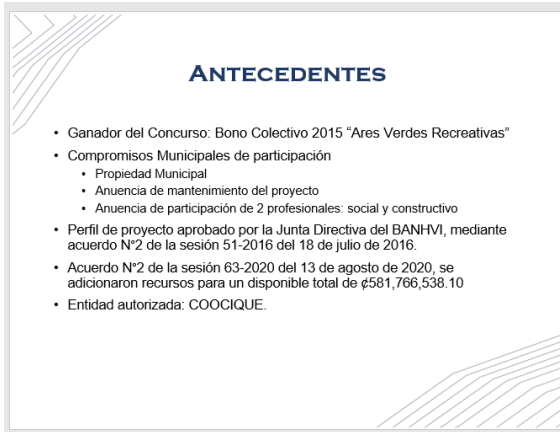 ANTECEDENTES
• Ganador del Concurso: Bono Colectivo 2015 “Ares Verdes Recreativas”
• Compromisos Municipales de participación
• Propiedad Municipal
• Anuencia de mantenimiento del proyecto
• Anuencia de participación de 2 profesionales: social y constructivo
• Perfil de proyecto aprobado por la Junta Directiva del BANHVI, mediante
acuerdo N°2 de la sesión 51-2016 del 18 de julio de 2016.
• Acuerdo N°2 de la sesión 63-2020 del 13 de agosto de 2020, se
adicionaron recursos para un disponible total de ¢581,766,538.10
• Entidad autorizada: COOCIQUE.